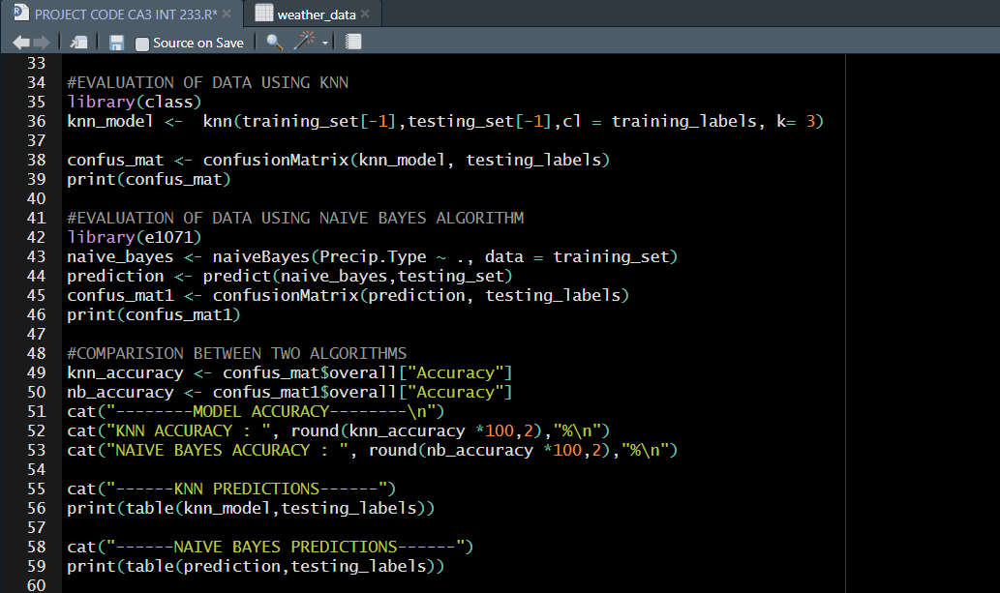 PROJECT CODE CA3 INT 233.R* × weather_data ×
Source on Save
33
34 #EVALUATION OF DATA USING KNN
35 library(class)
36 knn_model <-  knn(training_set[-1],testing_set[-1],cl = training_labels, k= 3)
37
38 confus_mat <- confusionMatrix(knn_model, testing_labels)
39 print(confus_mat)
40
41 #EVALUATION OF DATA USING NAIVE BAYES ALGORITHM
42 library(e1071)
43 naive_bayes <- naiveBayes(Precip.Type ~ ., data = training_set)
44 prediction <- predict(naive_bayes,testing_set)
45 confus_mat1 <- confusionMatrix(prediction, testing_labels)
46 print(confus_mat1)
47
48 #COMPARISION BETWEEN TWO ALGORITHMS
49 knn_accuracy <- confus_mat$overall["Accuracy"]
50 nb_accuracy <- confus_mat1$overall["Accuracy"]
51 cat("--------MODEL ACCURACY--------\n")
52 cat("KNN ACCURACY : ", round(knn_accuracy *100,2),"%\n")
53 cat("NAIVE BAYES ACCURACY : ", round(nb_accuracy *100,2),"%\n")
54
55 cat("------KNN PREDICTIONS------")
56 print(table(knn_model,testing_labels))
57
58 cat("------NAIVE BAYES PREDICTIONS------")
59 print(table(prediction,testing_labels))
60